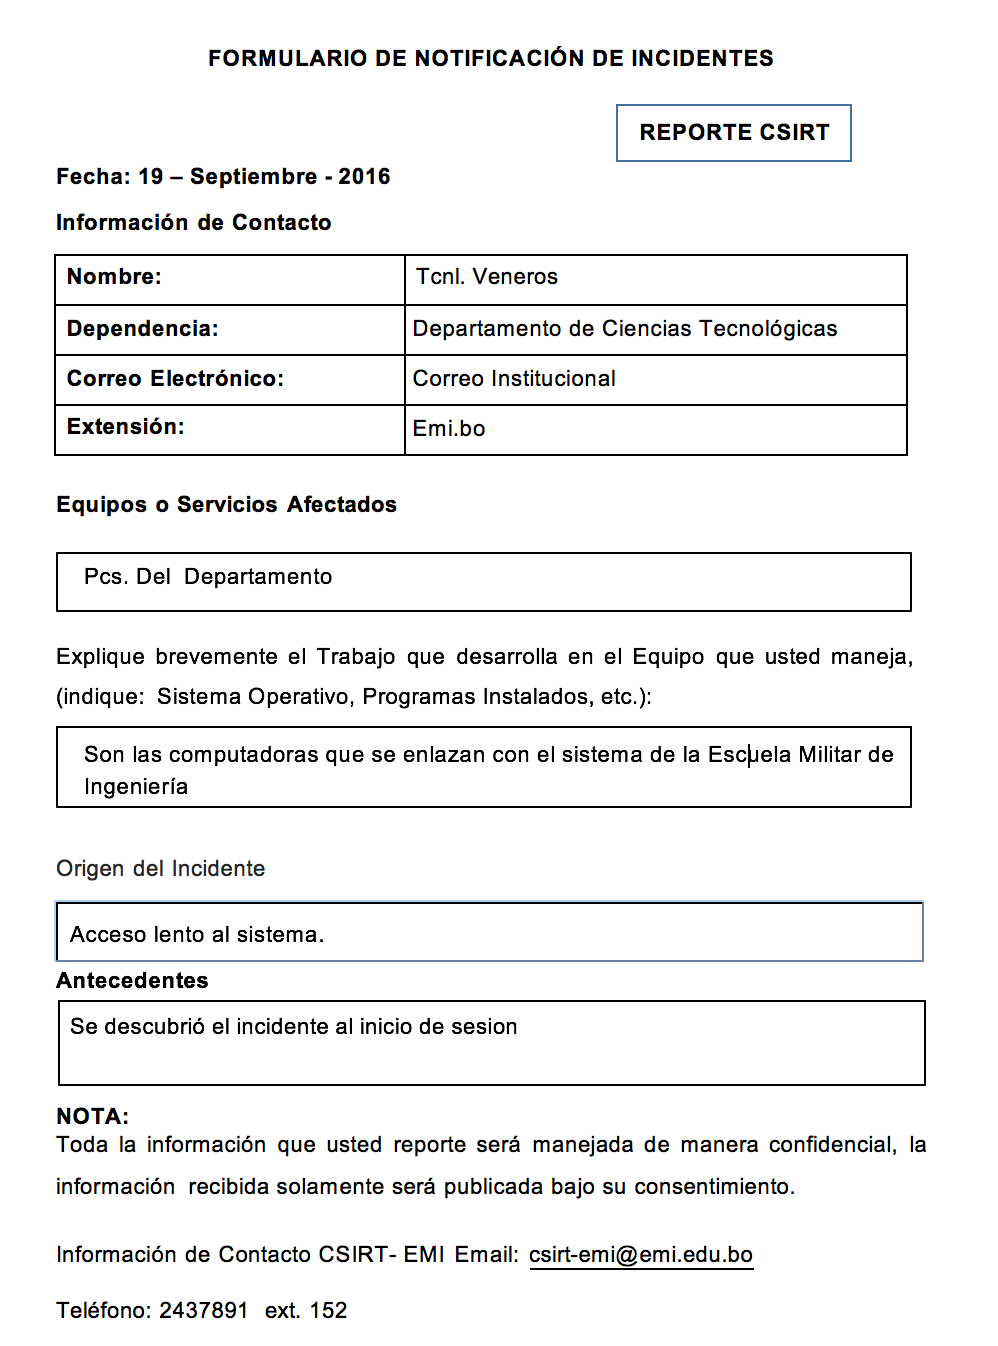 FORMULARIO DE NOTIFICACIÓN DE INCIDENTES
REPORTE CSIRT
Fecha: 19 – Septiembre - 2016
Información de Contacto
Nombre: Tcnl. Veneros
Dependencia: Departamento de Ciencias Tecnológicas
Correo Electrónico: Correo Institucional
Extensión: Emi.bo
Equipos o Servicios Afectados
Pcs. Del Departamento
Explique brevemente el Trabajo que desarrolla en el Equipo que usted maneja,
(indique: Sistema Operativo, Programas Instalados, etc.):
Son las computadoras que se enlazan con el sistema de la Escuela Militar de
Ingeniería
Origen del Incidente
Acceso lento al sistema.
Antecedentes
Se descubrió el incidente al inicio de sesion
NOTA:
Toda la información que usted reporte será manejada de manera confidencial, la
información recibida solamente será publicada bajo su consentimiento.
Información de Contacto CSIRT- EMI Email: csirt-emi@emi.edu.bo
Teléfono: 2437891 ext. 152